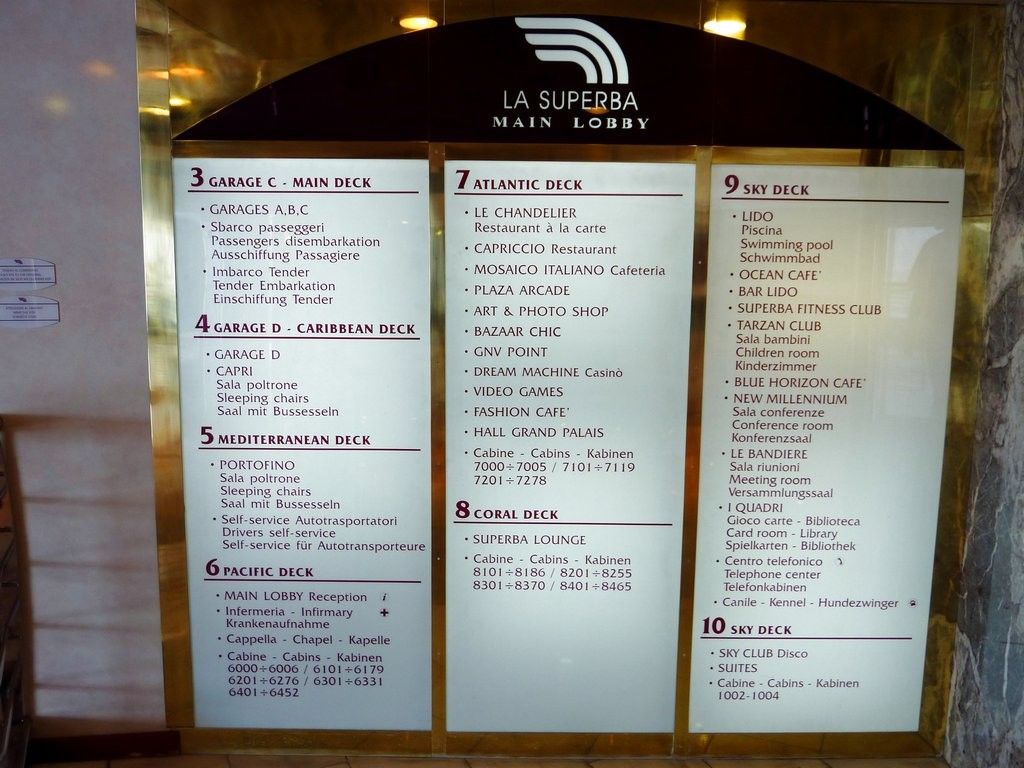 LA SUPERBA
MAIN LOBBY
3 GARAGE C - MAIN DECK
• GARAGES A,B,C
• Sbarco passeggeri
Passengers disembarkation
Ausschiffung Passagiere
• Imbarco Tender
Tender Embarkation
Einschiffung Tender
4 GARAGE D - CARIBBEAN DECK
• GARAGE D
• CAPRI
Sala poltrone
Sleeping chairs
Saal mit Bussesseln
5 MEDITERRANEAN DECK
• PORTOFINO
Sala poltrone
Sleeping chairs
Saal mit Bussesseln
• Self-service Autotrasportatori
Drivers self-service
Self-service für Autotransporteure
6 PACIFIC DECK
• MAIN LOBBY Reception i
• Infermeria - Infirmary +
Krankenaufnahme
• Cappella - Chapel - Kapelle
• Cabine - Cabins - Kabinen
6000÷6006 / 6101÷6179
6201÷6276 / 6301÷6331
6401÷6452
7 ATLANTIC DECK
• LE CHANDELIER
Restaurant à la carte
• CAPRICCIO Restaurant
• MOSAICO ITALIANO Cafeteria
• PLAZA ARCADE
• ART & PHOTO SHOP
• BAZAAR CHIC
• GNV POINT
• DREAM MACHINE Casinò
• VIDEO GAMES
• FASHION CAFE'
• HALL GRAND PALAIS
• Cabine - Cabins - Kabinen
7000÷7005 / 7101÷7119
7201÷7278
8 CORAL DECK
• SUPERBA LOUNGE
• Cabine - Cabins - Kabinen
8101÷8186 / 8201÷8255
8301÷8370 / 8401÷8465
9 SKY DECK
• LIDO
Piscina
Swimming pool
Schwimmbad
• OCEAN CAFE'
• BAR LIDO
• SUPERBA FITNESS CLUB
• TARZAN CLUB
Sala bambini
Children room
Kinderzimmer
• BLUE HORIZON CAFE'
• NEW MILLENNIUM
Sala conferenze
Conference room
Konferenzsaal
• LE BANDIERE
Sala riunioni
Meeting room
Versammlungssaal
• I QUADRI
Gioco carte - Biblioteca
Card room - Library
Spielkarten - Bibliothek
• Centro telefonico
Telephone center
Telefonkabinen
• Canile - Kennel - Hundezwinger
10 SKY DECK
• SKY CLUB Disco
• SUITES
• Cabine - Cabins - Kabinen
1002-1004